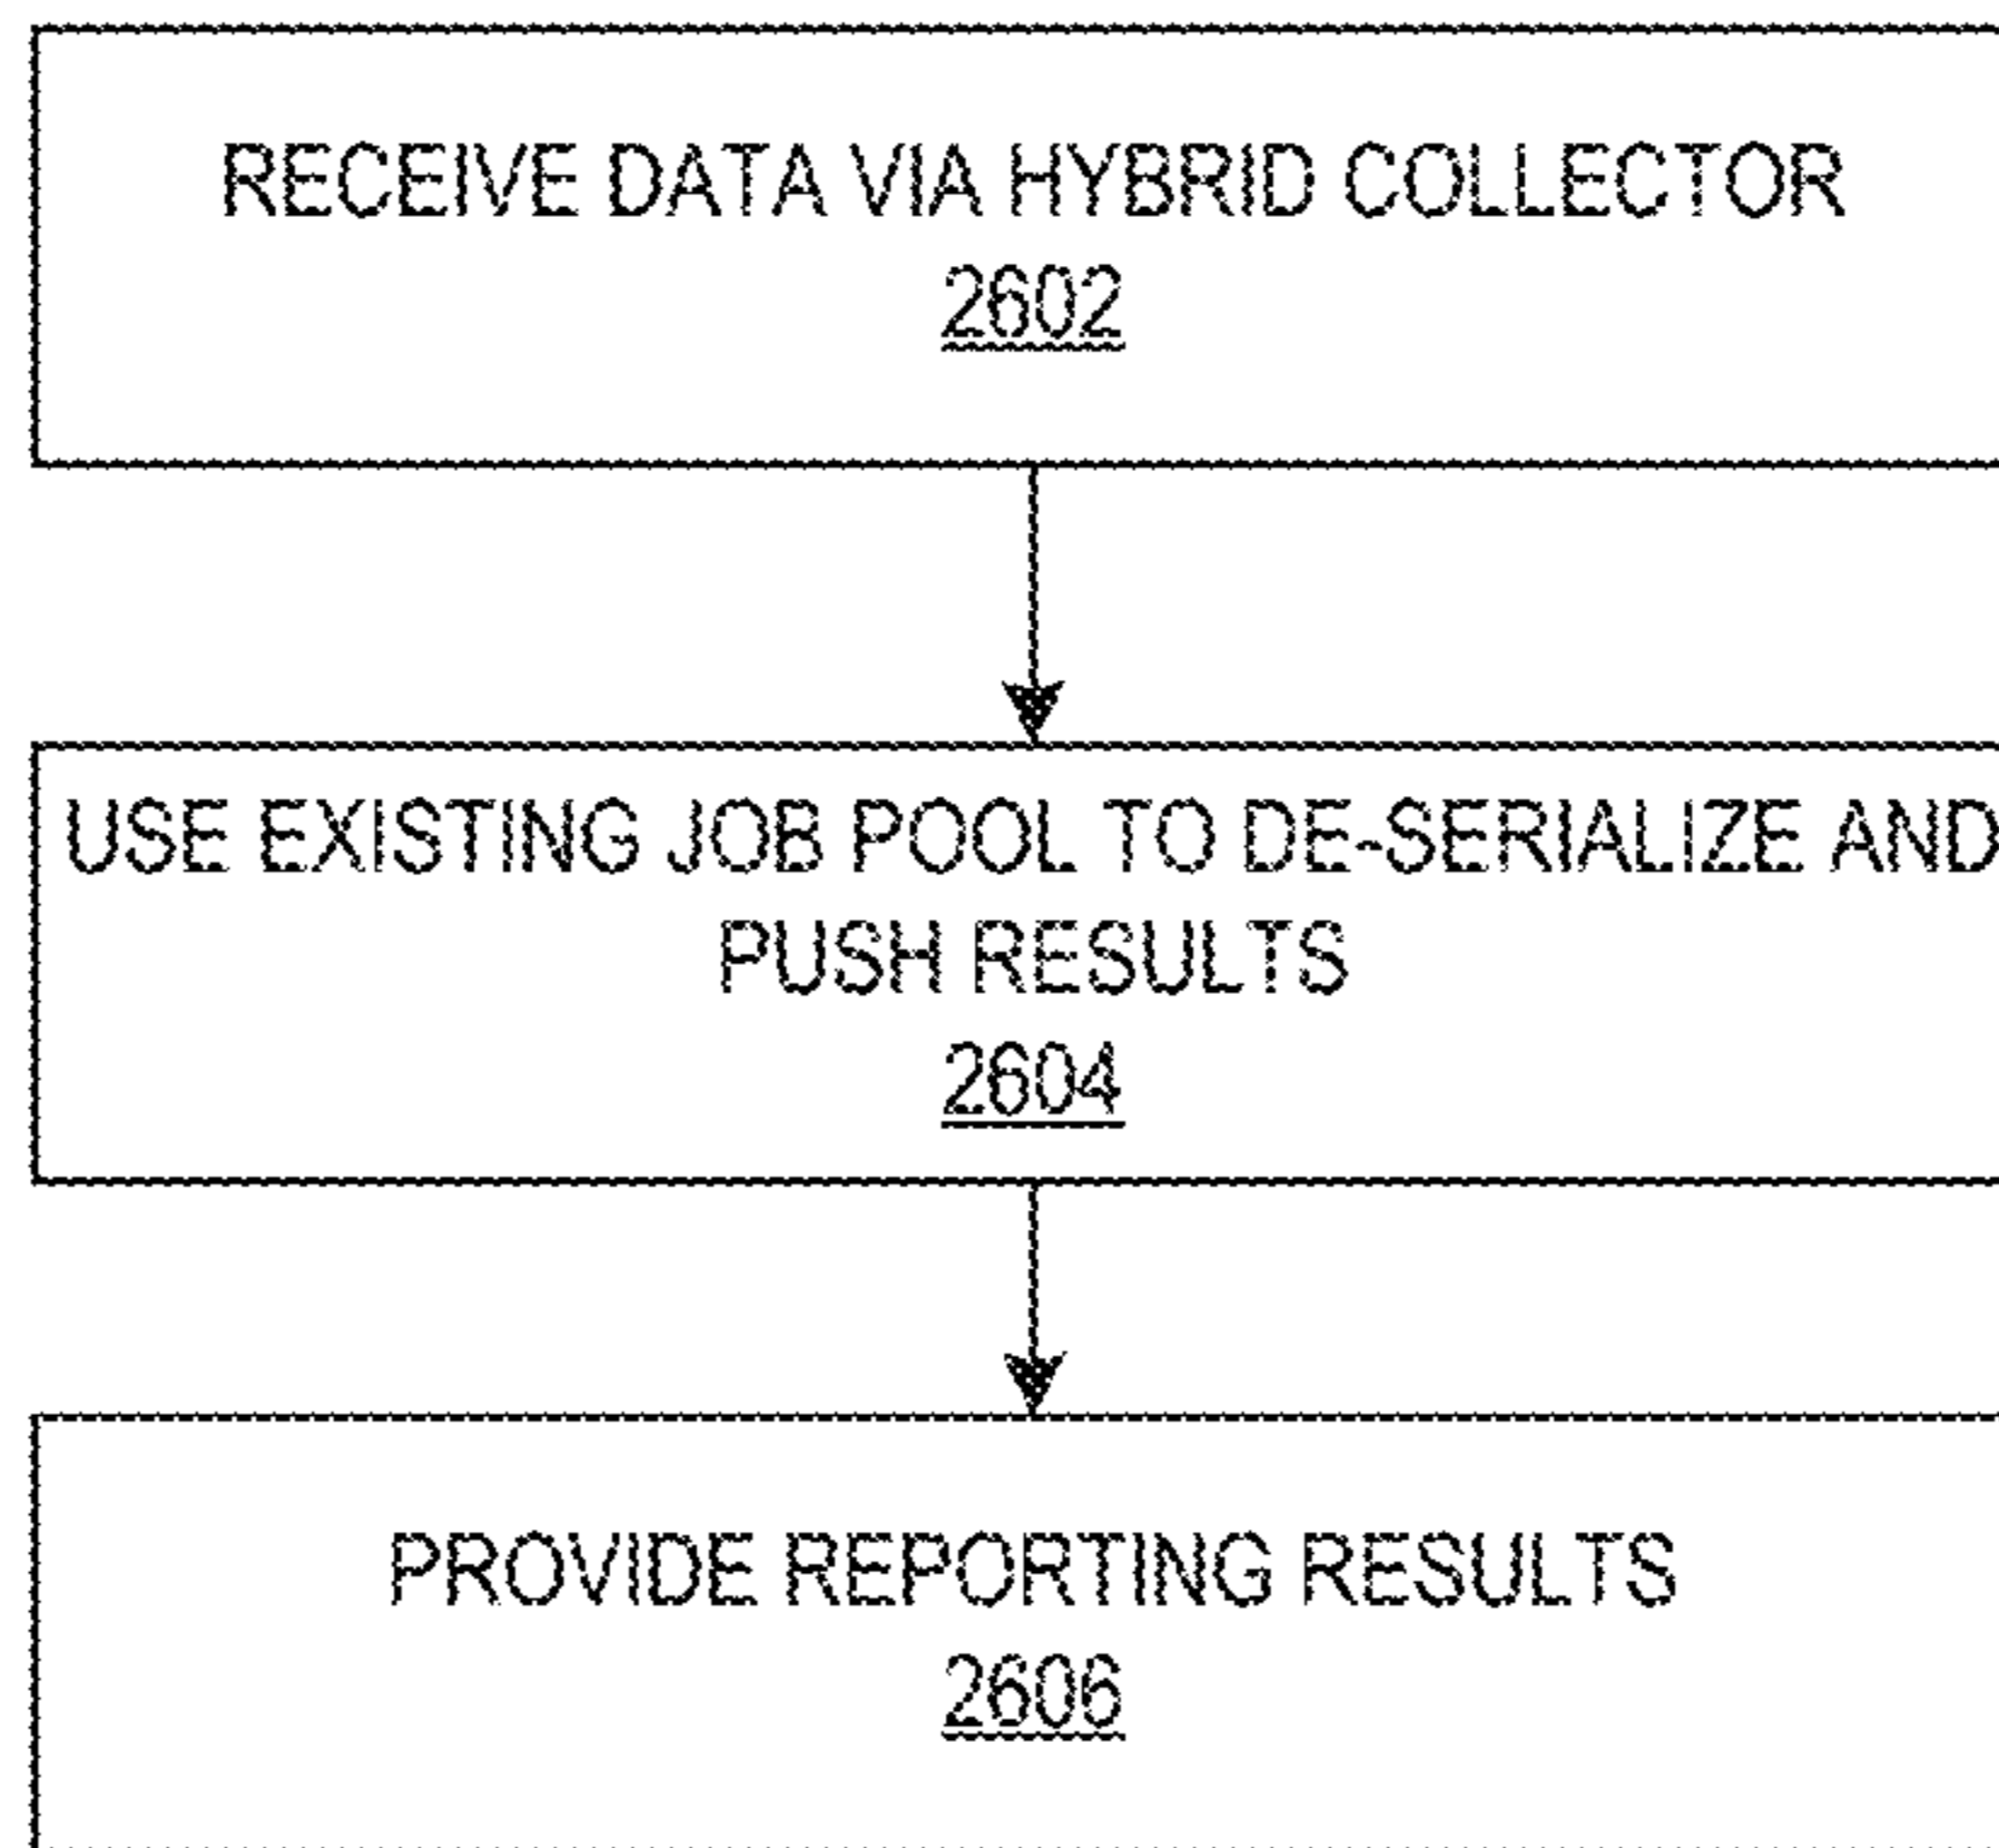 RECEIVE DATA VIA HYBRID COLLECTOR
2602
USE EXISTING JOB POOL TO DE-SERIALIZE AND
PUSH RESULTS
2604
PROVIDE REPORTING RESULTS
2606